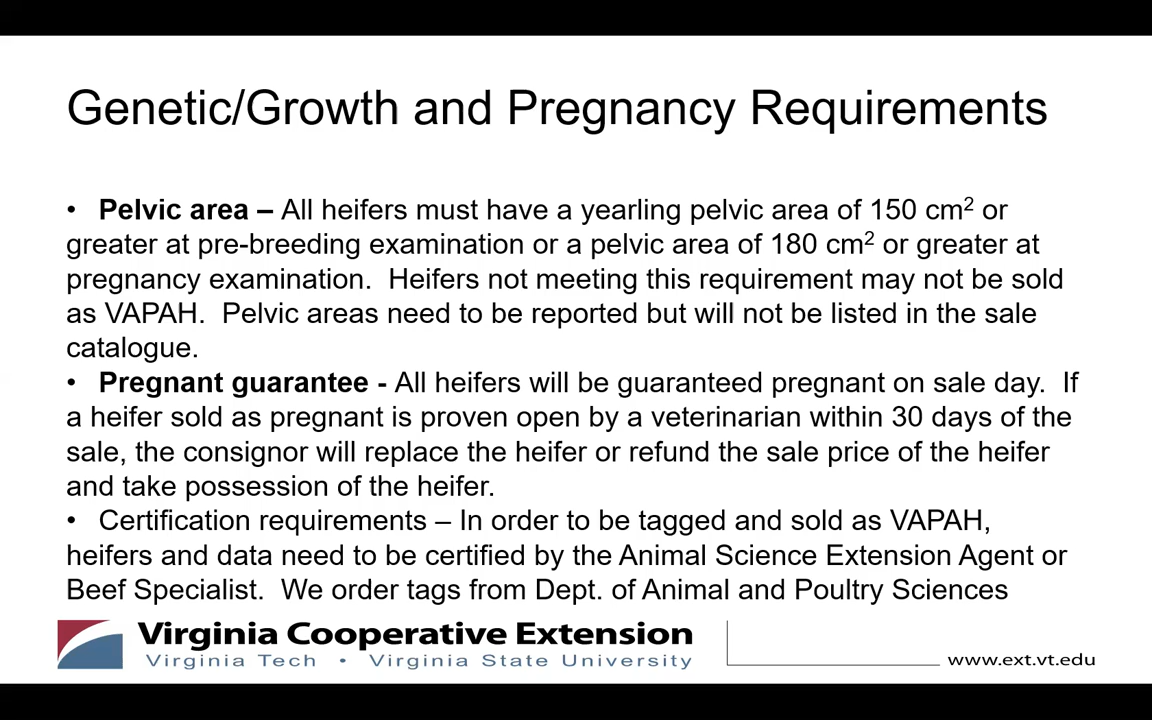 Genetic/Growth and Pregnancy Requirements
• Pelvic area – All heifers must have a yearling pelvic area of 150 cm² or
greater at pre-breeding examination or a pelvic area of 180 cm² or greater at
pregnancy examination.  Heifers not meeting this requirement may not be sold
as VAPAH.  Pelvic areas need to be reported but will not be listed in the sale
catalogue.
• Pregnant guarantee - All heifers will be guaranteed pregnant on sale day.  If
a heifer sold as pregnant is proven open by a veterinarian within 30 days of the
sale, the consignor will replace the heifer or refund the sale price of the heifer
and take possession of the heifer.
• Certification requirements – In order to be tagged and sold as VAPAH,
heifers and data need to be certified by the Animal Science Extension Agent or
Beef Specialist.  We order tags from Dept. of Animal and Poultry Sciences
Virginia Cooperative Extension
Virginia Tech • Virginia State University
www.ext.vt.edu